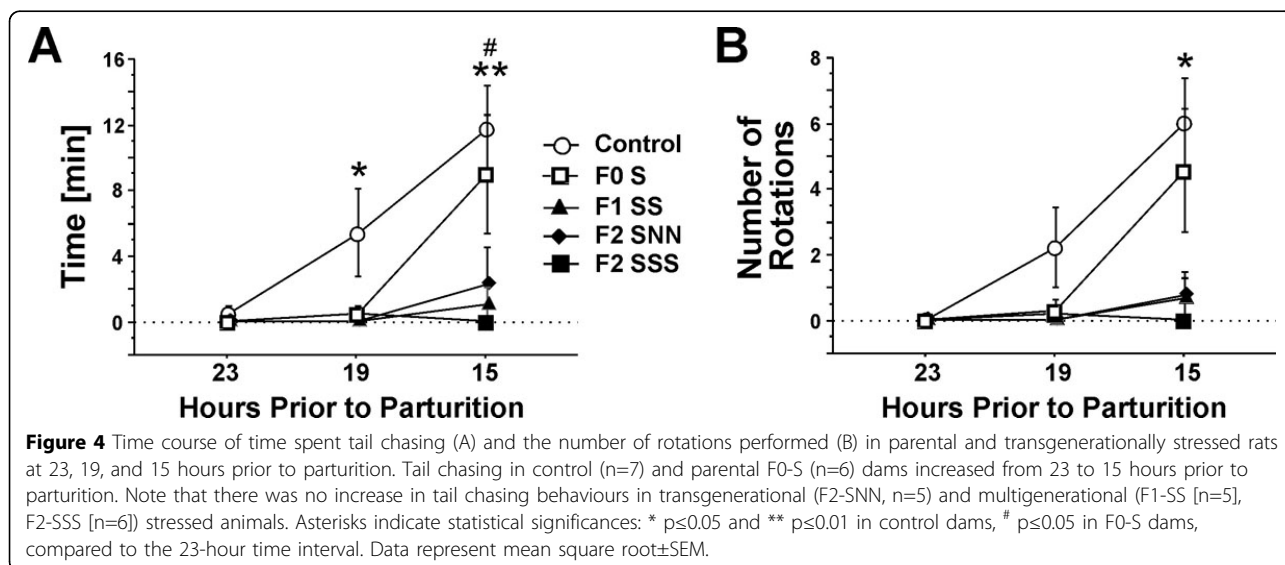 A
B
16
12
8
4
0
Time [min]
*
#
**
23
19
15
Hours Prior to Parturition
Control
F0 S
F1 SS
F2 SNN
F2 SSS
8
6
4
2
0
Number of
Rotations
*
23
19
15
Hours Prior to Parturition
Figure 4 Time course of time spent tail chasing (A) and the number of rotations performed (B) in parental and transgenerationally stressed rats
at 23, 19, and 15 hours prior to parturition. Tail chasing in control (n=7) and parental F0-S (n=6) dams increased from 23 to 15 hours prior to
parturition. Note that there was no increase in tail chasing behaviours in transgenerational (F2-SNN, n=5) and multigenerational (F1-SS [n=5],
F2-SSS [n=6]) stressed animals. Asterisks indicate statistical significances: * p≤0.05 and ** p≤0.01 in control dams, # p≤0.05 in F0-S dams,
compared to the 23-hour time interval. Data represent mean square root±SEM.